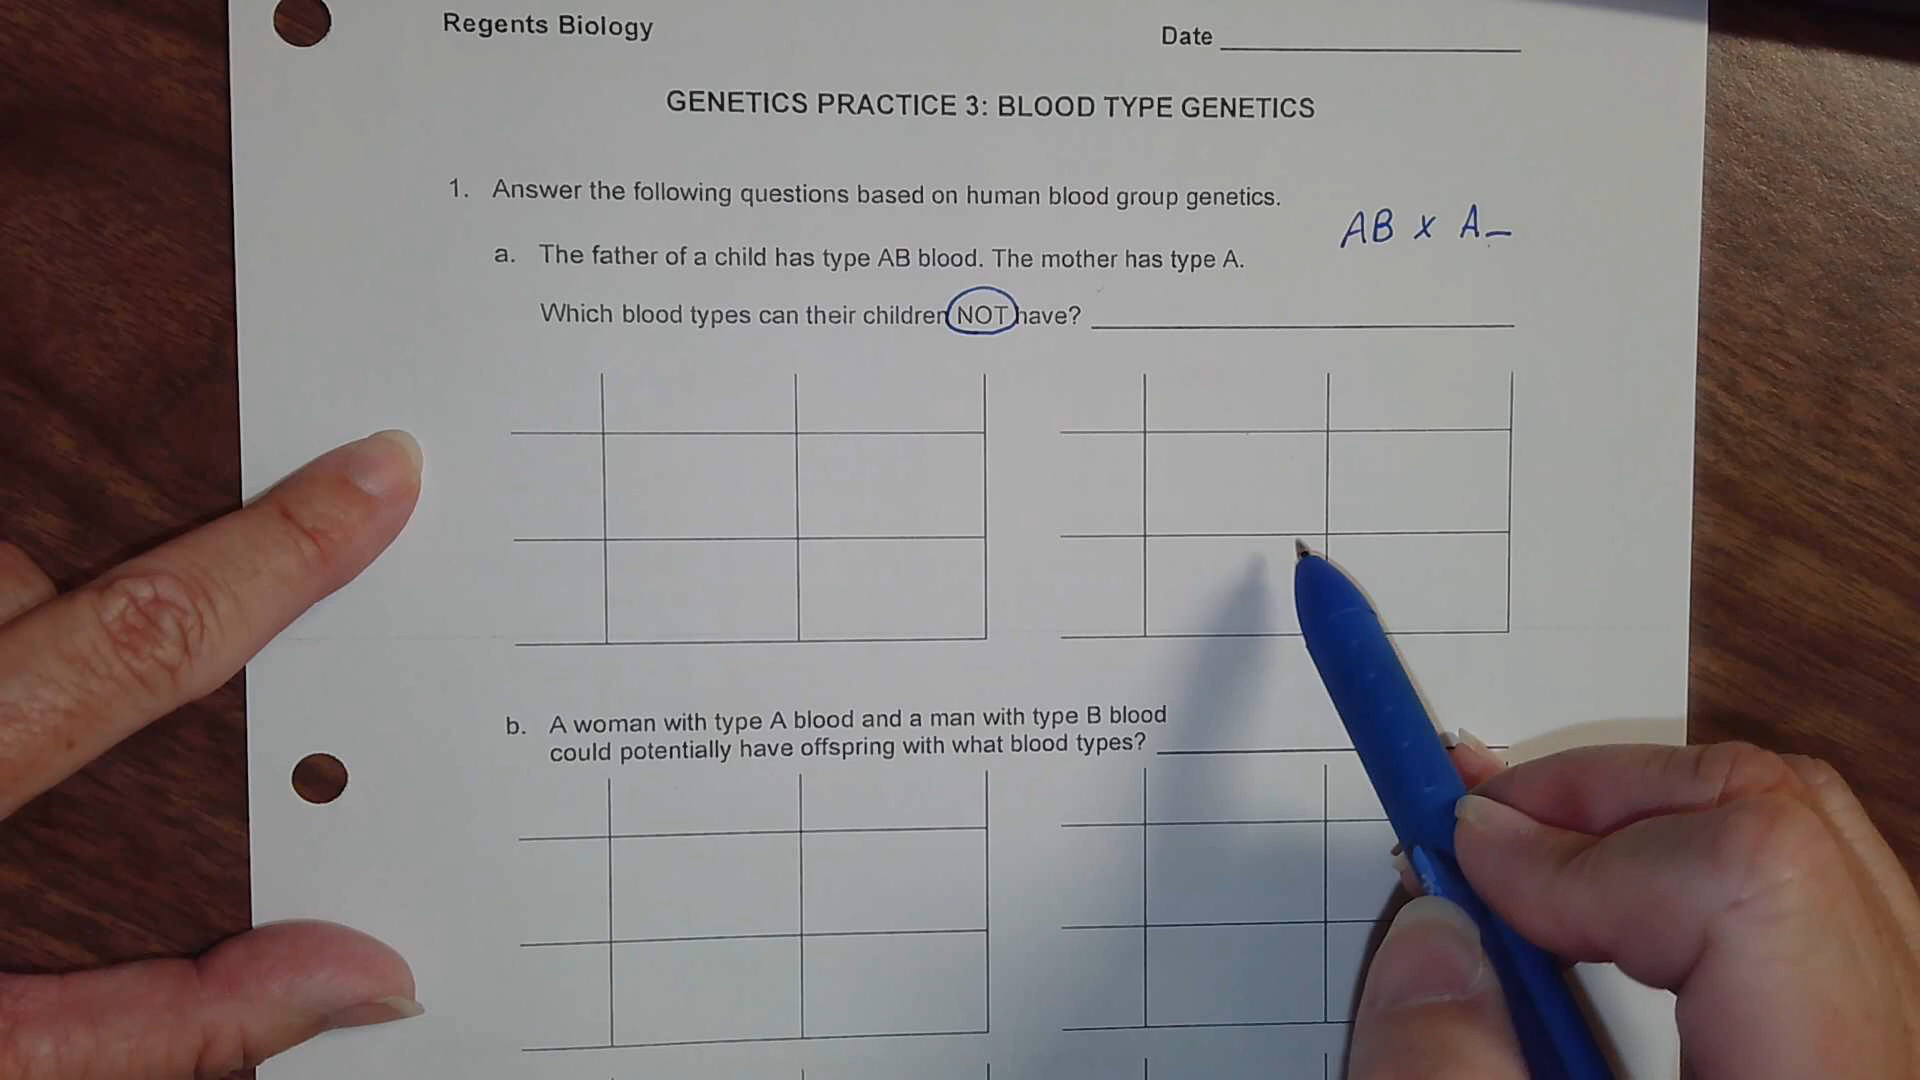 Regents Biology
Date
GENETICS PRACTICE 3: BLOOD TYPE GENETICS
1. Answer the following questions based on human blood group genetics.
AB x A_
a. The father of a child has type AB blood. The mother has type A.
Which blood types can their children NOT have?
b. A woman with type A blood and a man with type B blood
could potentially have offspring with what blood types?